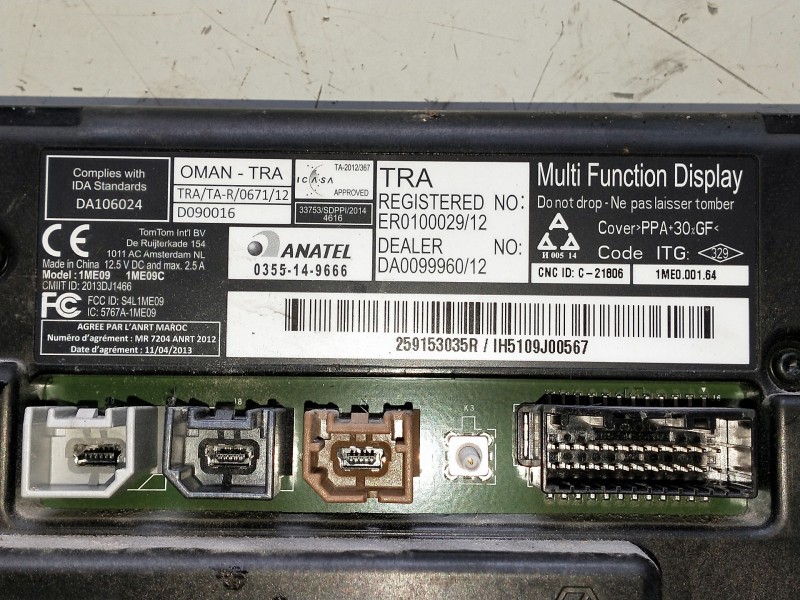 Complies with
IDA Standards
DA106024
OMAN - TRA
TRA/TA-R/0671/12
D090016
TA-2012/367
ICASA
APPROVED
33753/SDPPI/2014
4616
TRA
REGISTERED NO:
ER0100029/12
DEALER NO:
DA0099960/12
Multi Function Display
Do not drop - Ne pas laisser tomber
Cover>PPA+30%GF<
H 005 14
Code ITG: 329
CNC ID: C-21806
1ME0.001.64
CE
TomTom Int'l BV
De Ruijterkade 154
1011 AC Amsterdam NL
Made in China 12.5 V DC and max. 2.5 A
Model: 1ME09 1ME09C
CMIIT ID: 2013DJ1466
FCC ID: S4L1ME09
IC: 5767A-1ME09
ANATEL
0355-14-9666
AGREE PAR L'ANRT MAROC
Numéro d'agrément: MR 7204 ANRT 2012
Date d'agrément: 11/04/2013
259153035R / IH5109J00567
K3